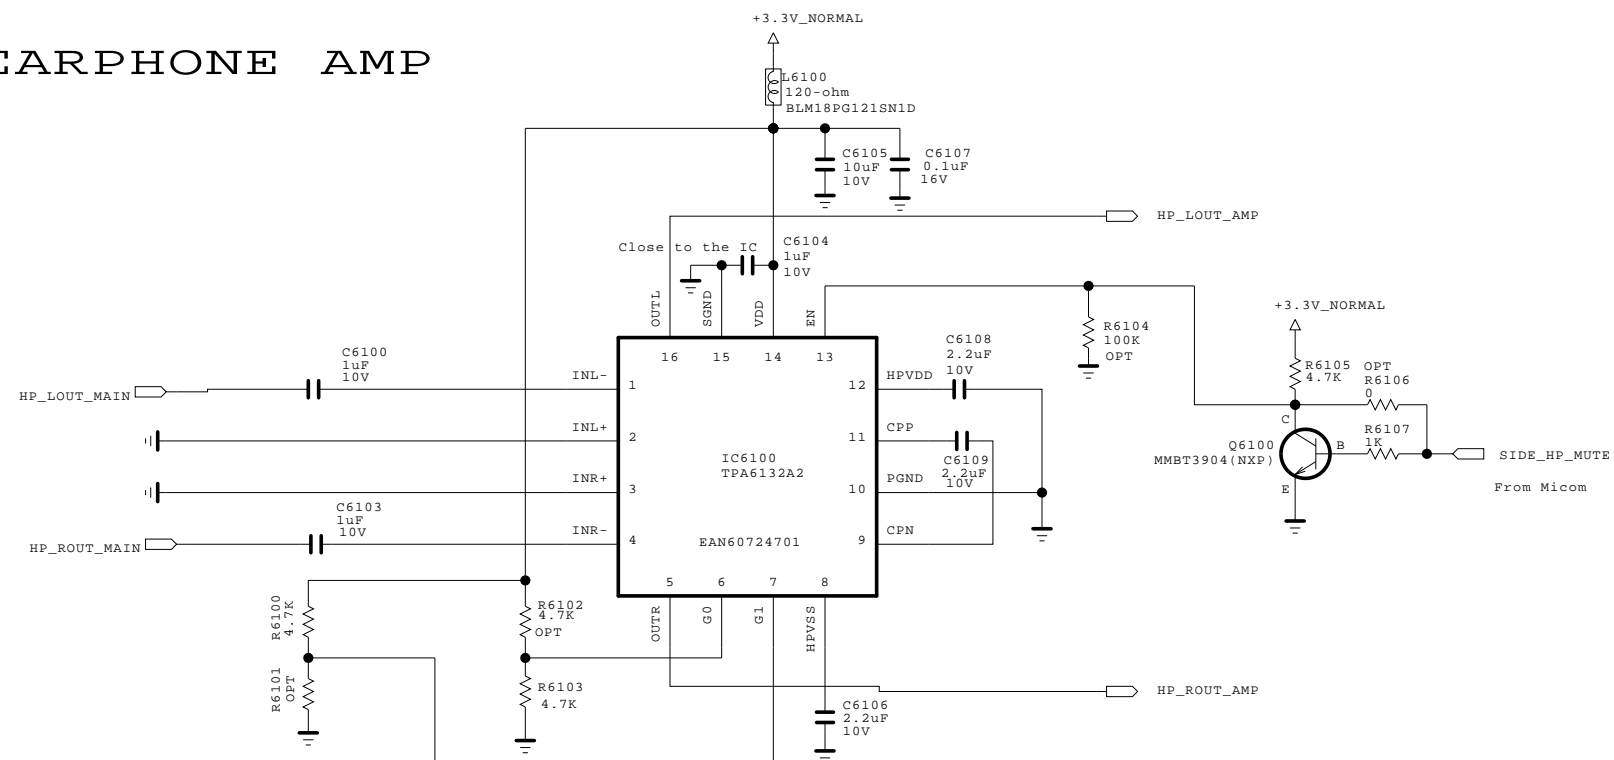 +3.3V_NORMAL
EARPHONE AMP
L6100
120-ohm
BLM18PG121SN1D
C6105
10uF
10V
C6107
0.1uF
16V
HP_LOUT_AMP
Close to the IC
C6104
1uF
10V
OUTL
SGND
VDD
EN
+3.3V_NORMAL
R6104
100K
OPT
16
15
14
13
C6108
2.2uF
10V
C6100
1uF
10V
R6105
4.7K
OPT
R6106
0
HP_LOUT_MAIN
INL-
1
12
HPVDD
INL+
2
11
CPP
C
R6107
1K
Q6100
MMBT3904(NXP)
B
E
SIDE_HP_MUTE
From Micom
IC6100
TPA6132A2
C6109
2.2uF
10V
INR+
3
10
PGND
C6103
1uF
10V
HP_ROUT_MAIN
INR-
4
EAN60724701
9
CPN
5
6
7
8
OUTR
G0
G1
HPVSS
R6100
4.7K
R6102
4.7K
OPT
R6101
OPT
R6103
4.7K
HP_ROUT_AMP
C6106
2.2uF
10V